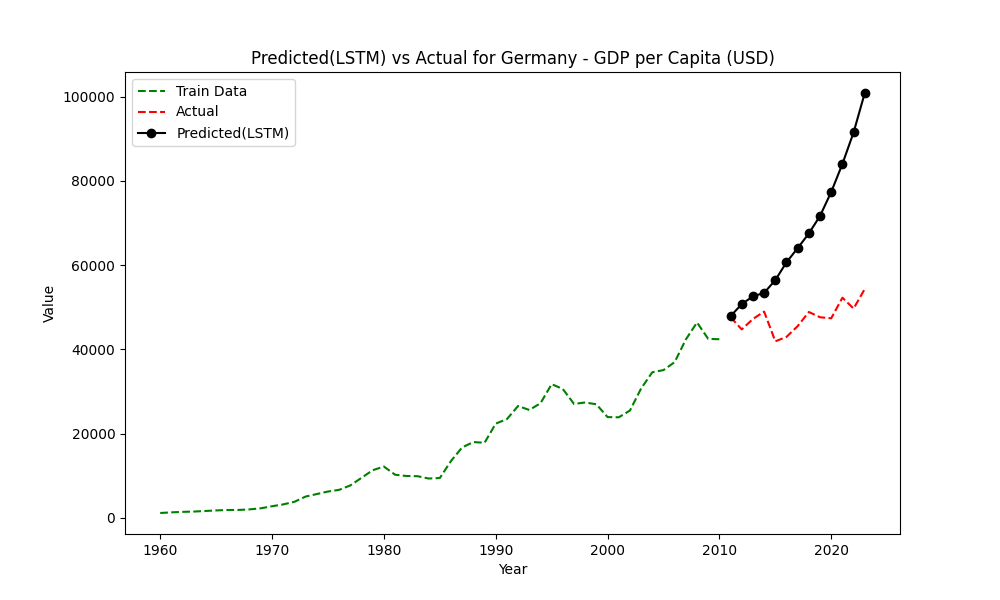 Predicted(LSTM) vs Actual for Germany - GDP per Capita (USD)
Train Data
Actual
Predicted(LSTM)
100000
80000
60000
40000
20000
0
Value
1960 1970 1980 1990 2000 2010 2020
Year